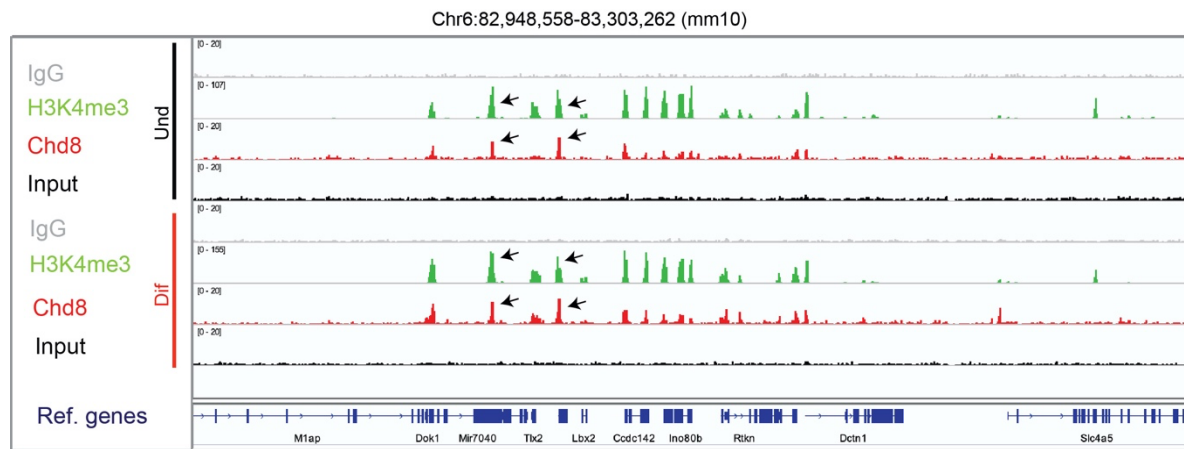 Chr6:82,948,558-83,303,262 (mm10)
[0 - 20]
IgG
[0 - 107]
H3K4me3
Und
[0 - 20]
Chd8
[0 - 20]
Input
[0 - 20]
IgG
[0 - 155]
H3K4me3
Dif
[0 - 20]
Chd8
[0 - 20]
Input
Ref. genes
M1ap Dok1 Mir7040 Tlx2 Lbx2 Ccdc142 Ino80b Rtkn Dctn1 Slc4a5